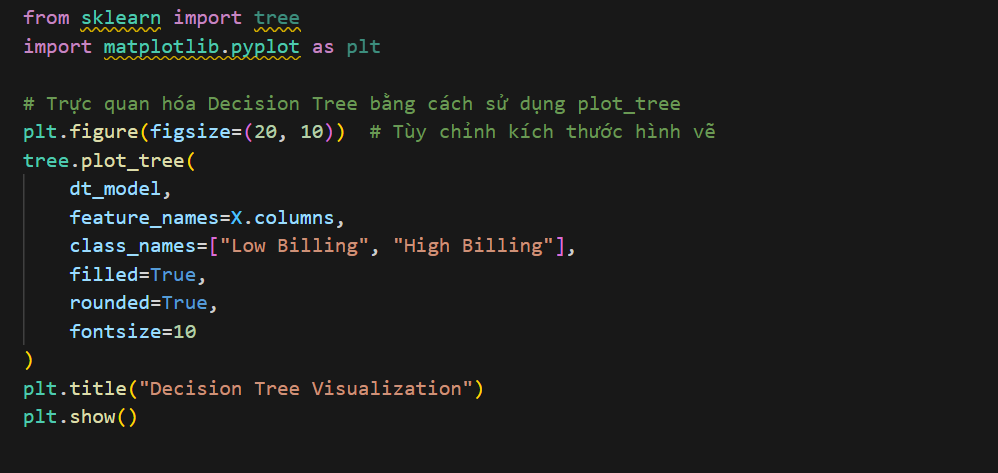 from sklearn import tree
import matplotlib.pyplot as plt
# Trực quan hóa Decision Tree bằng cách sử dụng plot_tree
plt.figure(figsize=(20, 10))  # Tùy chỉnh kích thước hình vẽ
tree.plot_tree(
    dt_model,
    feature_names=X.columns,
    class_names=["Low Billing", "High Billing"],
    filled=True,
    rounded=True,
    fontsize=10
)
plt.title("Decision Tree Visualization")
plt.show()